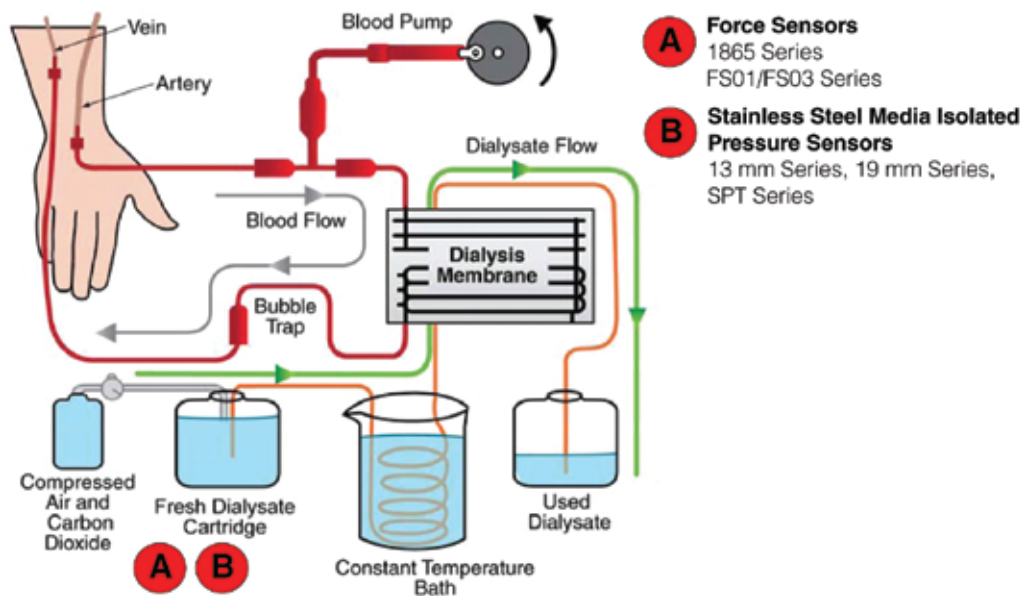 Vein
Artery
Blood Pump
A
Force Sensors
1865 Series
FS01/FS03 Series
B
Stainless Steel Media Isolated
Pressure Sensors
13 mm Series, 19 mm Series,
SPT Series
Dialysate Flow
Blood Flow
Dialysis
Membrane
Bubble
Trap
Compressed
Air and
Carbon
Dioxide
Fresh Dialysate
Cartridge
A
B
Constant Temperature
Bath
Used
Dialysate